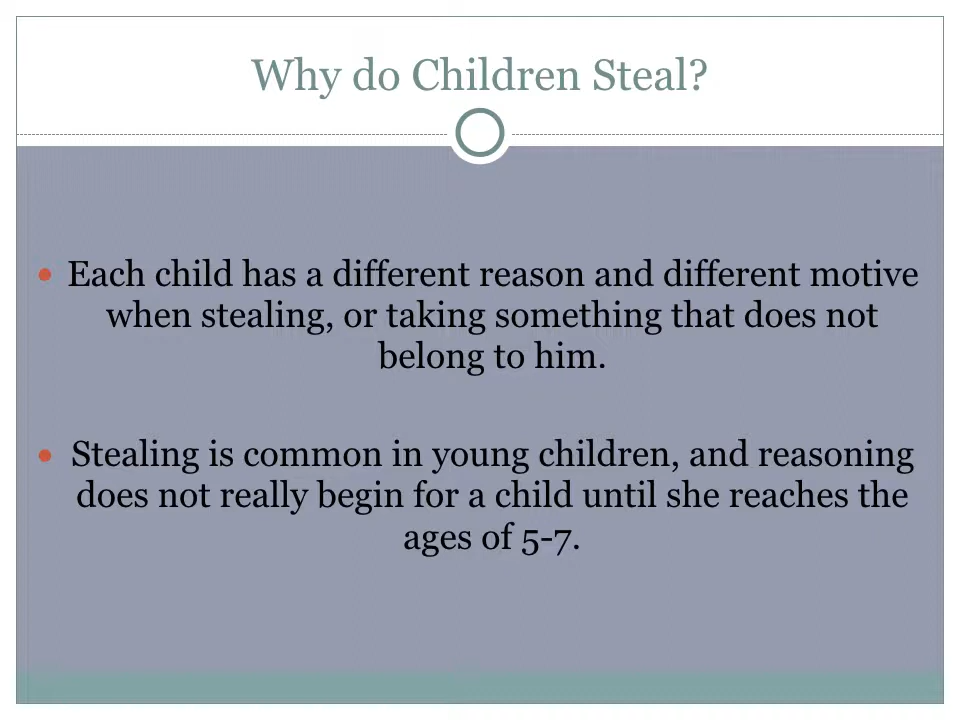 Why do Children Steal?
• Each child has a different reason and different motive
when stealing, or taking something that does not
belong to him.
• Stealing is common in young children, and reasoning
does not really begin for a child until she reaches the
ages of 5-7.